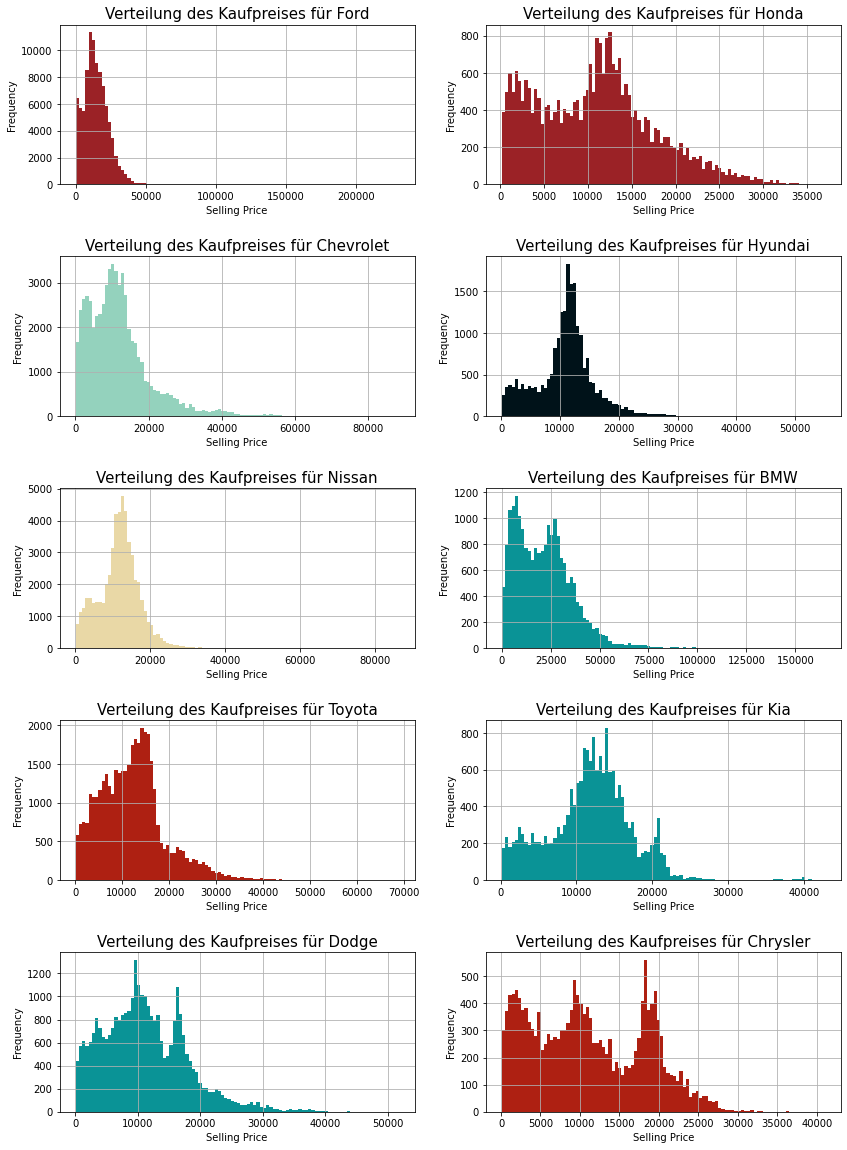 Verteilung des Kaufpreises für Ford
Frequency
10000
8000
6000
4000
2000
0
0 50000 100000 150000 200000
Selling Price
Verteilung des Kaufpreises für Honda
Frequency
800
600
400
200
0
0 5000 10000 15000 20000 25000 30000 35000
Selling Price
Verteilung des Kaufpreises für Chevrolet
Frequency
3000
2000
1000
0
0 20000 40000 60000 80000
Selling Price
Verteilung des Kaufpreises für Hyundai
Frequency
1500
1000
500
0
0 10000 20000 30000 40000 50000
Selling Price
Verteilung des Kaufpreises für Nissan
Frequency
5000
4000
3000
2000
1000
0
0 20000 40000 60000 80000
Selling Price
Verteilung des Kaufpreises für BMW
Frequency
1200
1000
800
600
400
200
0
0 25000 50000 75000 100000 125000 150000
Selling Price
Verteilung des Kaufpreises für Toyota
Frequency
2000
1500
1000
500
0
0 10000 20000 30000 40000 50000 60000 70000
Selling Price
Verteilung des Kaufpreises für Kia
Frequency
800
600
400
200
0
0 10000 20000 30000 40000
Selling Price
Verteilung des Kaufpreises für Dodge
Frequency
1200
1000
800
600
400
200
0
0 10000 20000 30000 40000 50000
Selling Price
Verteilung des Kaufpreises für Chrysler
Frequency
500
400
300
200
100
0
0 5000 10000 15000 20000 25000 30000 35000 40000
Selling Price